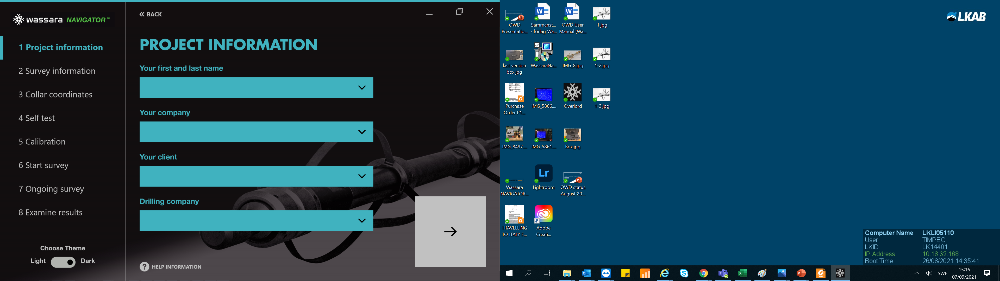 wassara NAVIGATOR™
1 Project information
2 Survey information
3 Collar coordinates
4 Self test
5 Calibration
6 Start survey
7 Ongoing survey
8 Examine results
Choose Theme
Light Dark
« BACK
PROJECT INFORMATION
Your first and last name
Your company
Your client
Drilling company
? HELP INFORMATION
OWD
Presentatio...
Sammanst...
- förlag Wa...
OWD User
Manual (Wa...
1.jpg
last version
box.jpg
WassaraNa...
IMG_8.jpg
1-2.jpg
Purchase
Order P1...
IMG_5866....
Overlord
1-3.jpg
IMG_8497....
IMG_5861....
Box.jpg
Wassara
NAVIGATOR...
Lr
Lightroom
OWD status
August 20...
TRAVELLING
TO ITALY F...
Adobe
Creati...
LKAB
Computer Name LKLI05110
User TIMPEC
LKID LK14401
IP Address 10.18.32.168
Boot Time 26/08/2021 14:35:41
SWE
15:16
07/09/2021